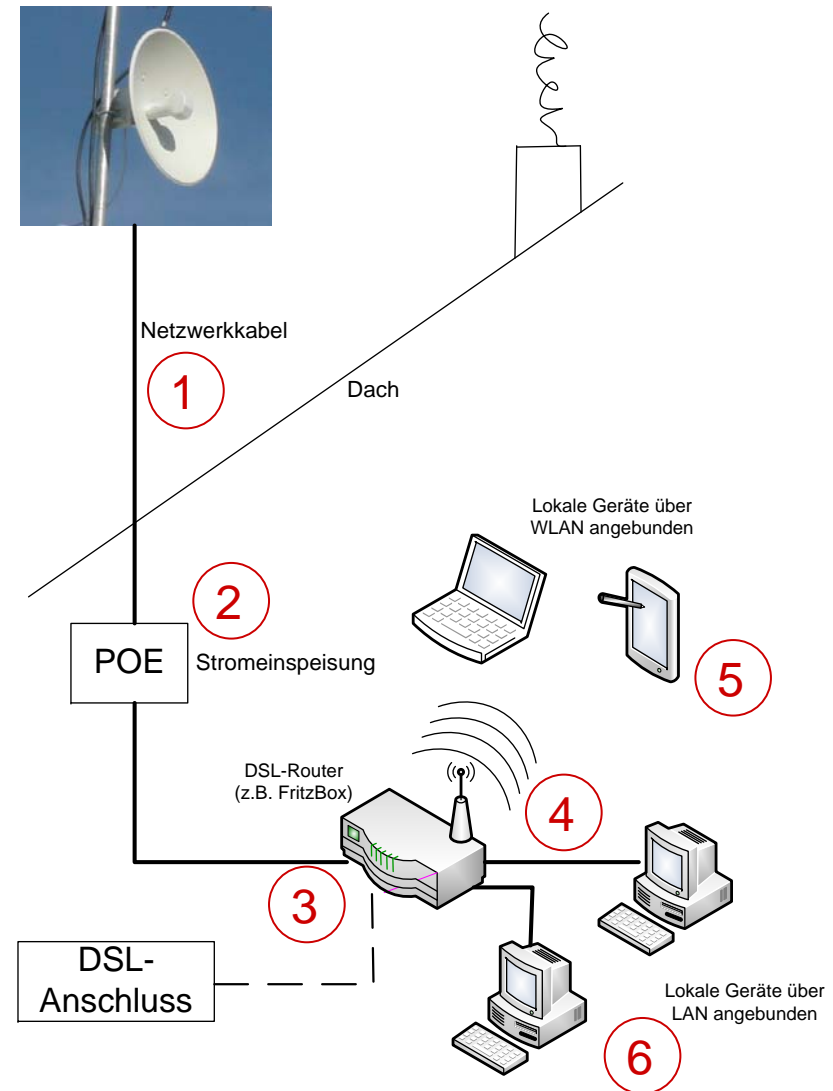 Netzwerkkabel
1
Dach
Lokale Geräte über
WLAN angebunden
2
POE
Stromeinspeisung
5
DSL-Router
(z.B. FritzBox)
4
3
DSL-
Anschluss
Lokale Geräte über
LAN angebunden
6